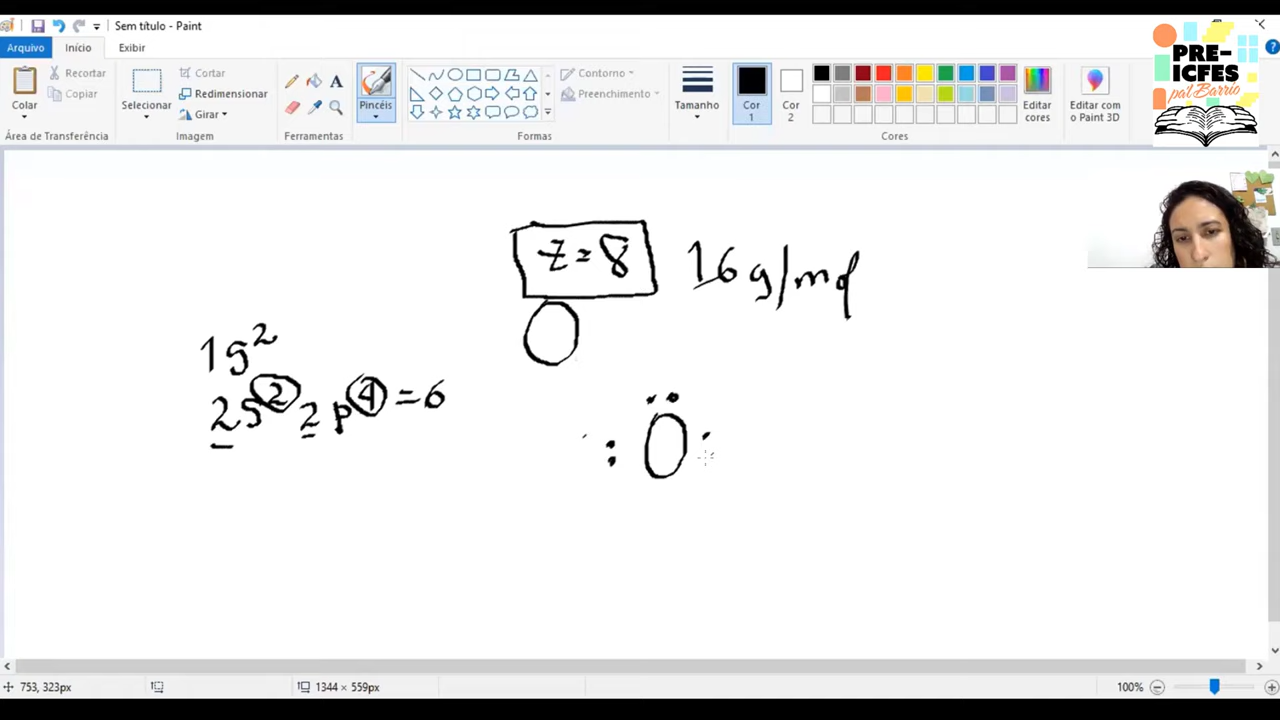 Sem título - Paint
Arquivo
Início
Exibir
Colar
Recortar
Copiar
Área de Transferência
Selecionar
Cortar
Redimensionar
Girar
Imagem
A
Ferramentas
Pincéis
Formas
Contorno
Preenchimento
Tamanho
Cor
1
Cor
2
Editar
cores
Cores
Editar com
o Paint 3D
PRE-
ICFES
pal Barrio
z = 8
16 g/mol
O
1s²
2s² 2p⁴ = 6
: Ö :
753, 323px
1344 × 559px
100%